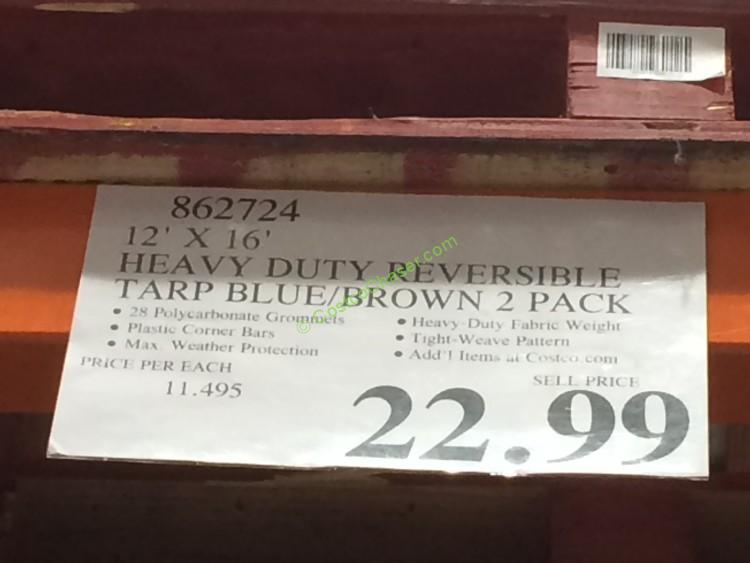 862724
12' X 16'
HEAVY DUTY REVERSIBLE
TARP BLUE/BROWN 2 PACK
• 28 Polycarbonate Grommets
• Plastic Corner Bars
• Max. Weather Protection
• Heavy-Duty Fabric Weight
• Tight-Weave Pattern
• Add'l Items at Costco.com
PRICE PER EACH
11.495
SELL PRICE
22.99
© CostcoChaser.com